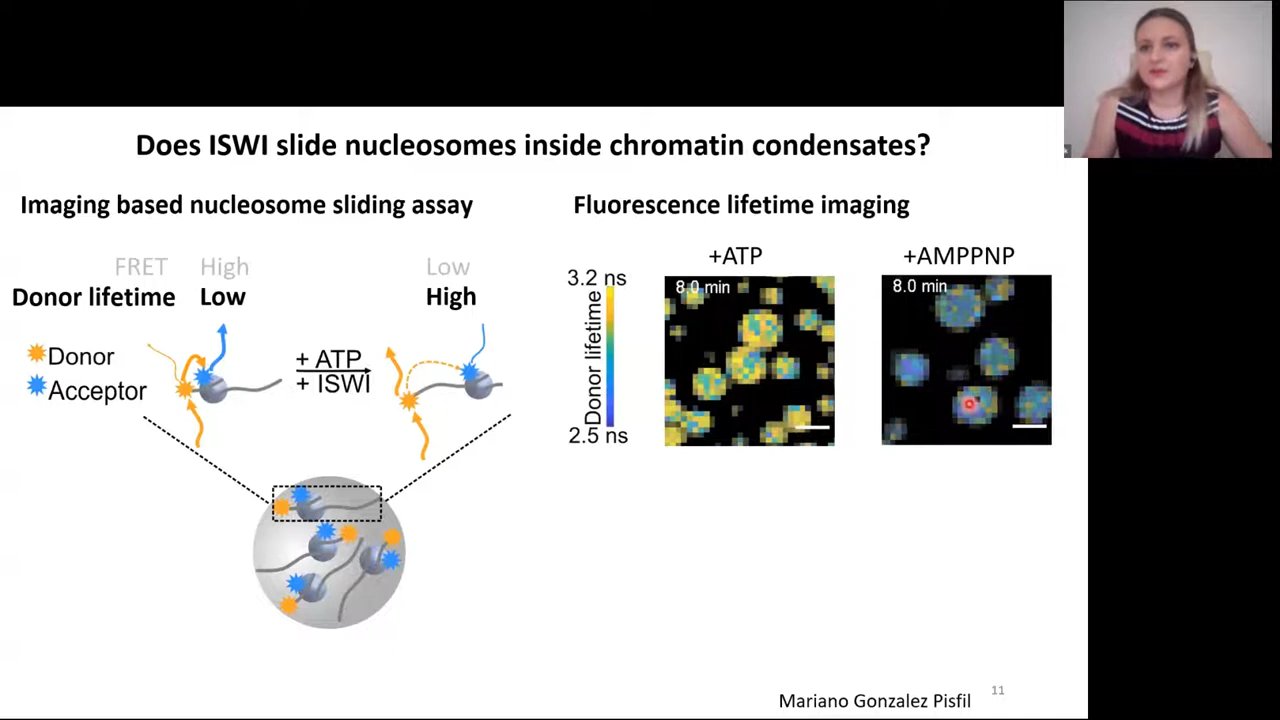 Does ISWI slide nucleosomes inside chromatin condensates?
Imaging based nucleosome sliding assay
FRET High Low
Donor lifetime Low High
Donor
Acceptor
+ ATP
+ ISWI
Fluorescence lifetime imaging
+ATP
+AMPPNP
3.2 ns
Donor lifetime
2.5 ns
8.0 min
8.0 min
Mariano Gonzalez Pisfil
11